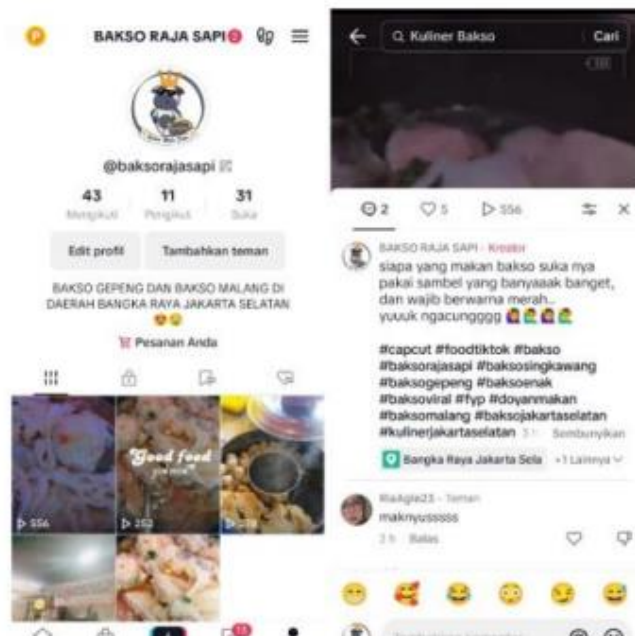 BAKSO RAJA SAPI
@baksorajasapi
43 11 31
Mengikuti Pengikut Suka
Edit profil Tambahkan teman
BAKSO GEPENG DAN BAKSO MALANG DI
DAERAH BANGKA RAYA JAKARTA SELATAN
😍🤤
Pesanan Anda
"Good food
556 252
Kuliner Bakso Cari
2 5 556
BAKSO RAJA SAPI · Kreator
siapa yang makan bakso suka nya
pakai sambel yang banyaaak banget,
dan wajib berwarna merah..
yuuuk ngacungggg 🙋‍♀️🙋‍♂️🙋‍♀️🙋‍♂️
#capcut #foodtiktok #bakso
#baksorajasapi #baksosingkawang
#baksogepeng #baksoenak
#baksoviral #fyp #doyanmakan
#baksomalang #baksojakartaselatan
#kulinerjakartaselatan Sembunyikan
Bangka Raya Jakarta Sela +1 Lainnya
RiaAgle23 · Teman
maknyusssss
Balas